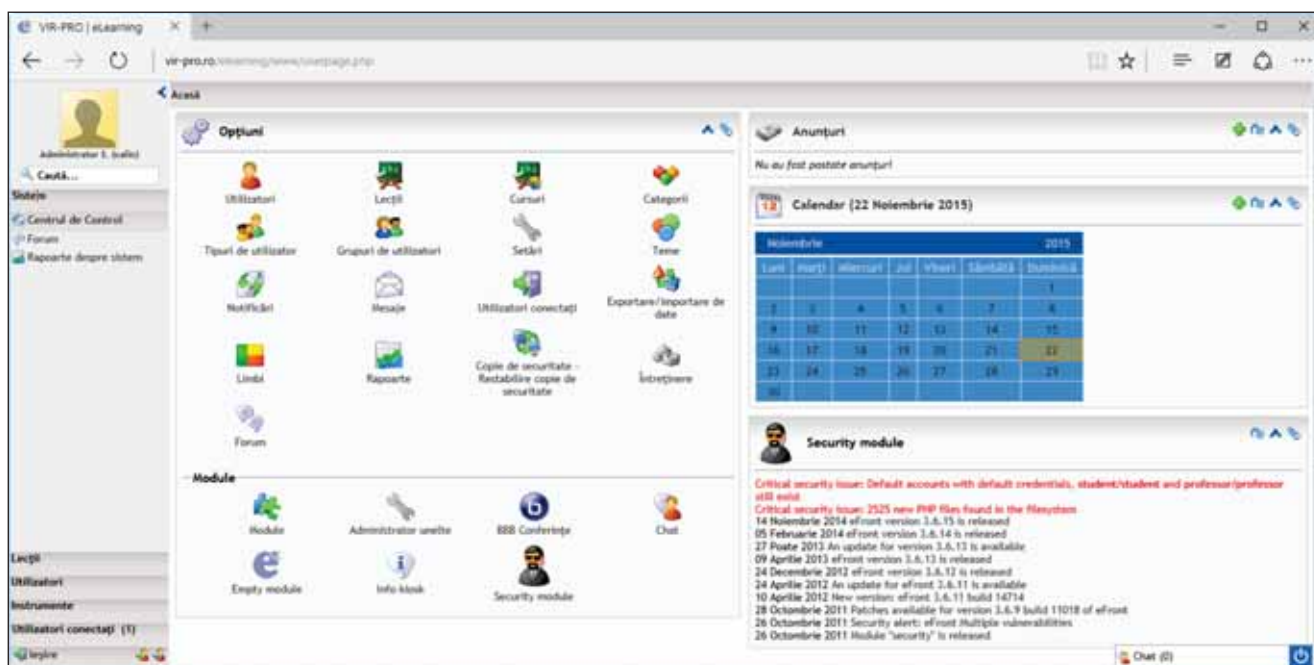 VIR-PRO | eLearning
vir-pro.ro/elearning/www/userpage.php
Acasă
Administrator S. (calin)
Caută...
Sistem
Centrul de Control
Forum
Rapoarte despre sistem
Lecții
Utilizatori
Instrumente
Utilizatori conectați (1)
Ieșire
Opțiuni
Utilizatori
Lecții
Cursuri
Categorii
Tipuri de utilizator
Grupuri de utilizatori
Setări
Teme
Notificări
Mesaje
Utilizatori conectați
Exportare/Importare de
date
Limbi
Rapoarte
Copie de securitate -
Restabilire copie de
securitate
Întreținere
Forum
Module
Module
Administrator unelte
BBB Conferințe
Chat
Empty module
Info kiosk
Security module
Anunțuri
Nu au fost postate anunțuri
Calendar (22 Noiembrie 2015)
Noiembrie 2015
Luni marți Miercuri Joi Vineri Sâmbătă Duminică
1
2 3 4 5 6 7 8
9 10 11 12 13 14 15
16 17 18 19 20 21 22
23 24 25 26 27 28 29
30
Security module
Critical security issue: Default accounts with default credentials, student/student and professor/professor
still exist
Critical security issue: 2525 new PHP files found in the filesystem
14 Noiembrie 2014 eFront version 3.6.15 is released
05 Februarie 2014 eFront version 3.6.14 is released
27 Poate 2013 An update for version 3.6.13 is available
09 Aprilie 2013 eFront version 3.6.13 is released
24 Decembrie 2012 eFront version 3.6.12 is released
24 Aprilie 2012 An update for eFront 3.6.11 is available
10 Aprilie 2012 New version: eFront 3.6.11 build 14714
28 Octombrie 2011 Patches available for version 3.6.9 build 11018 of eFront
26 Octombrie 2011 Security alert: eFront Multiple vulnerabilities
26 Octombrie 2011 Module "security" is released
Chat (0)